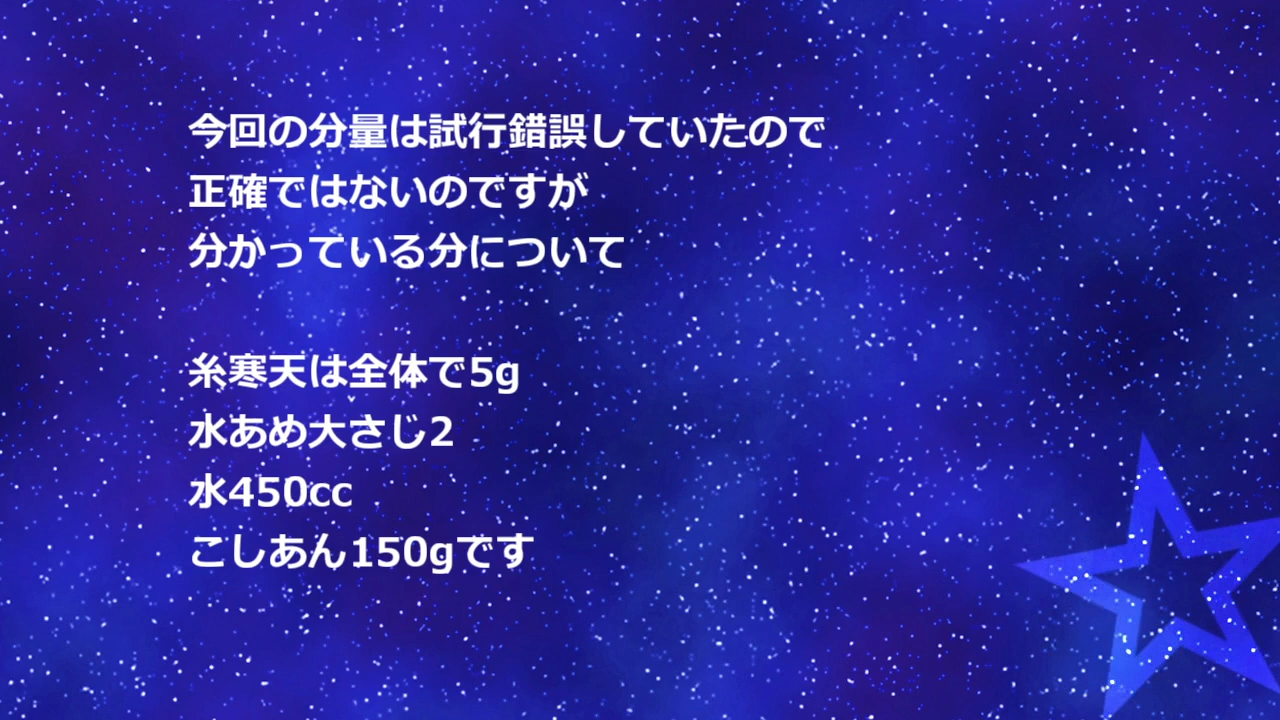 今回の分量は試行錯誤していたので
正確ではないのですが
分かっている分について
糸寒天は全体で5g
水あめ大さじ2
水450cc
こしあん150gです